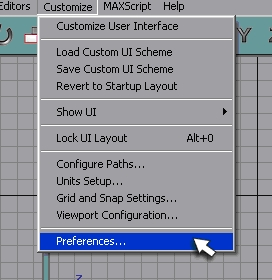 Editors Customize MAXScript Help
Customize User Interface
Load Custom UI Scheme
Save Custom UI Scheme
Revert to Startup Layout
Show UI
Lock UI Layout Alt+0
Configure Paths...
Units Setup...
Grid and Snap Settings...
Viewport Configuration...
Preferences...
Y
Z